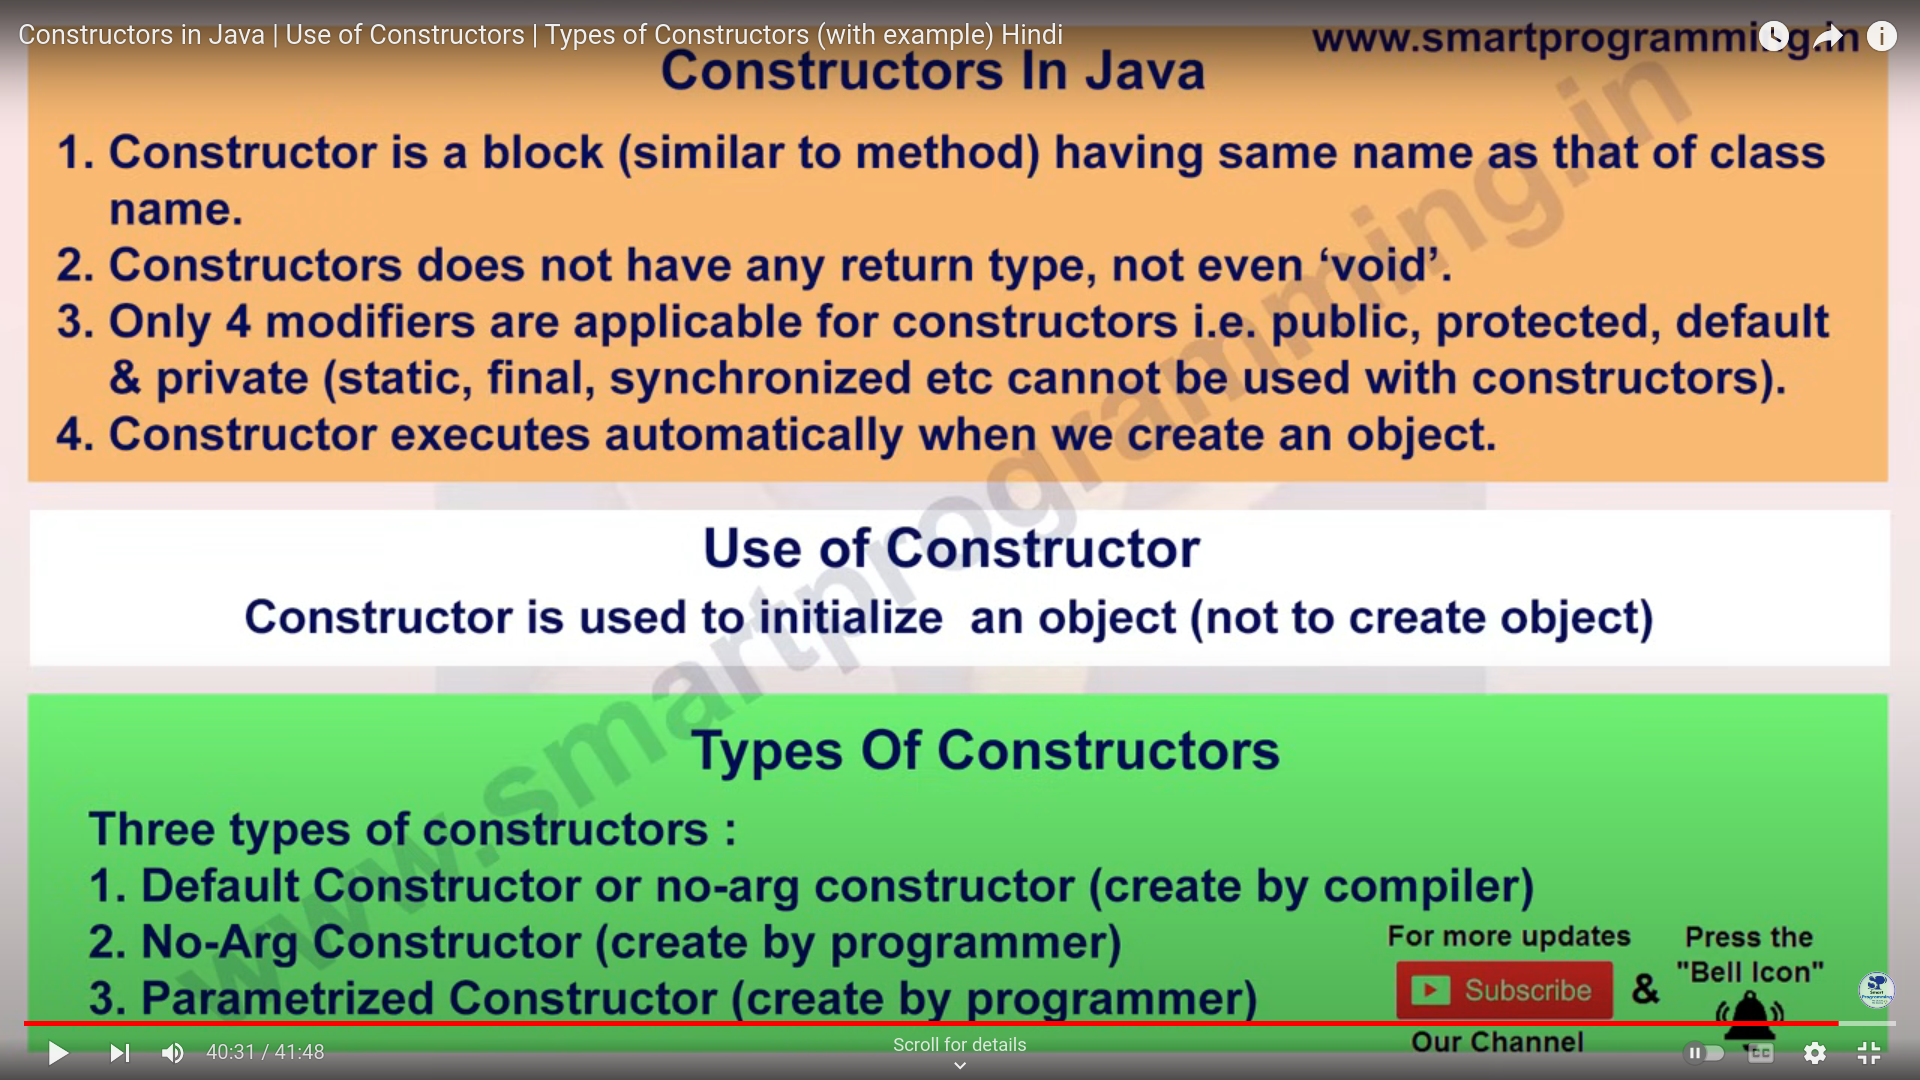 Constructors in Java | Use of Constructors | Types of Constructors (with example) Hindi
www.smartprogramming.in
Constructors In Java
1. Constructor is a block (similar to method) having same name as that of class
name.
2. Constructors does not have any return type, not even ‘void’.
3. Only 4 modifiers are applicable for constructors i.e. public, protected, default
& private (static, final, synchronized etc cannot be used with constructors).
4. Constructor executes automatically when we create an object.
Use of Constructor
Constructor is used to initialize  an object (not to create object)
Types Of Constructors
Three types of constructors :
1. Default Constructor or no-arg constructor (create by compiler)
2. No-Arg Constructor (create by programmer)
3. Parametrized Constructor (create by programmer)
For more updates
Subscribe
&
Press the
"Bell Icon"
Our Channel
SP
Smart
Programming
www.smartprogramming.in
40:31 / 41:48
Scroll for details
CC